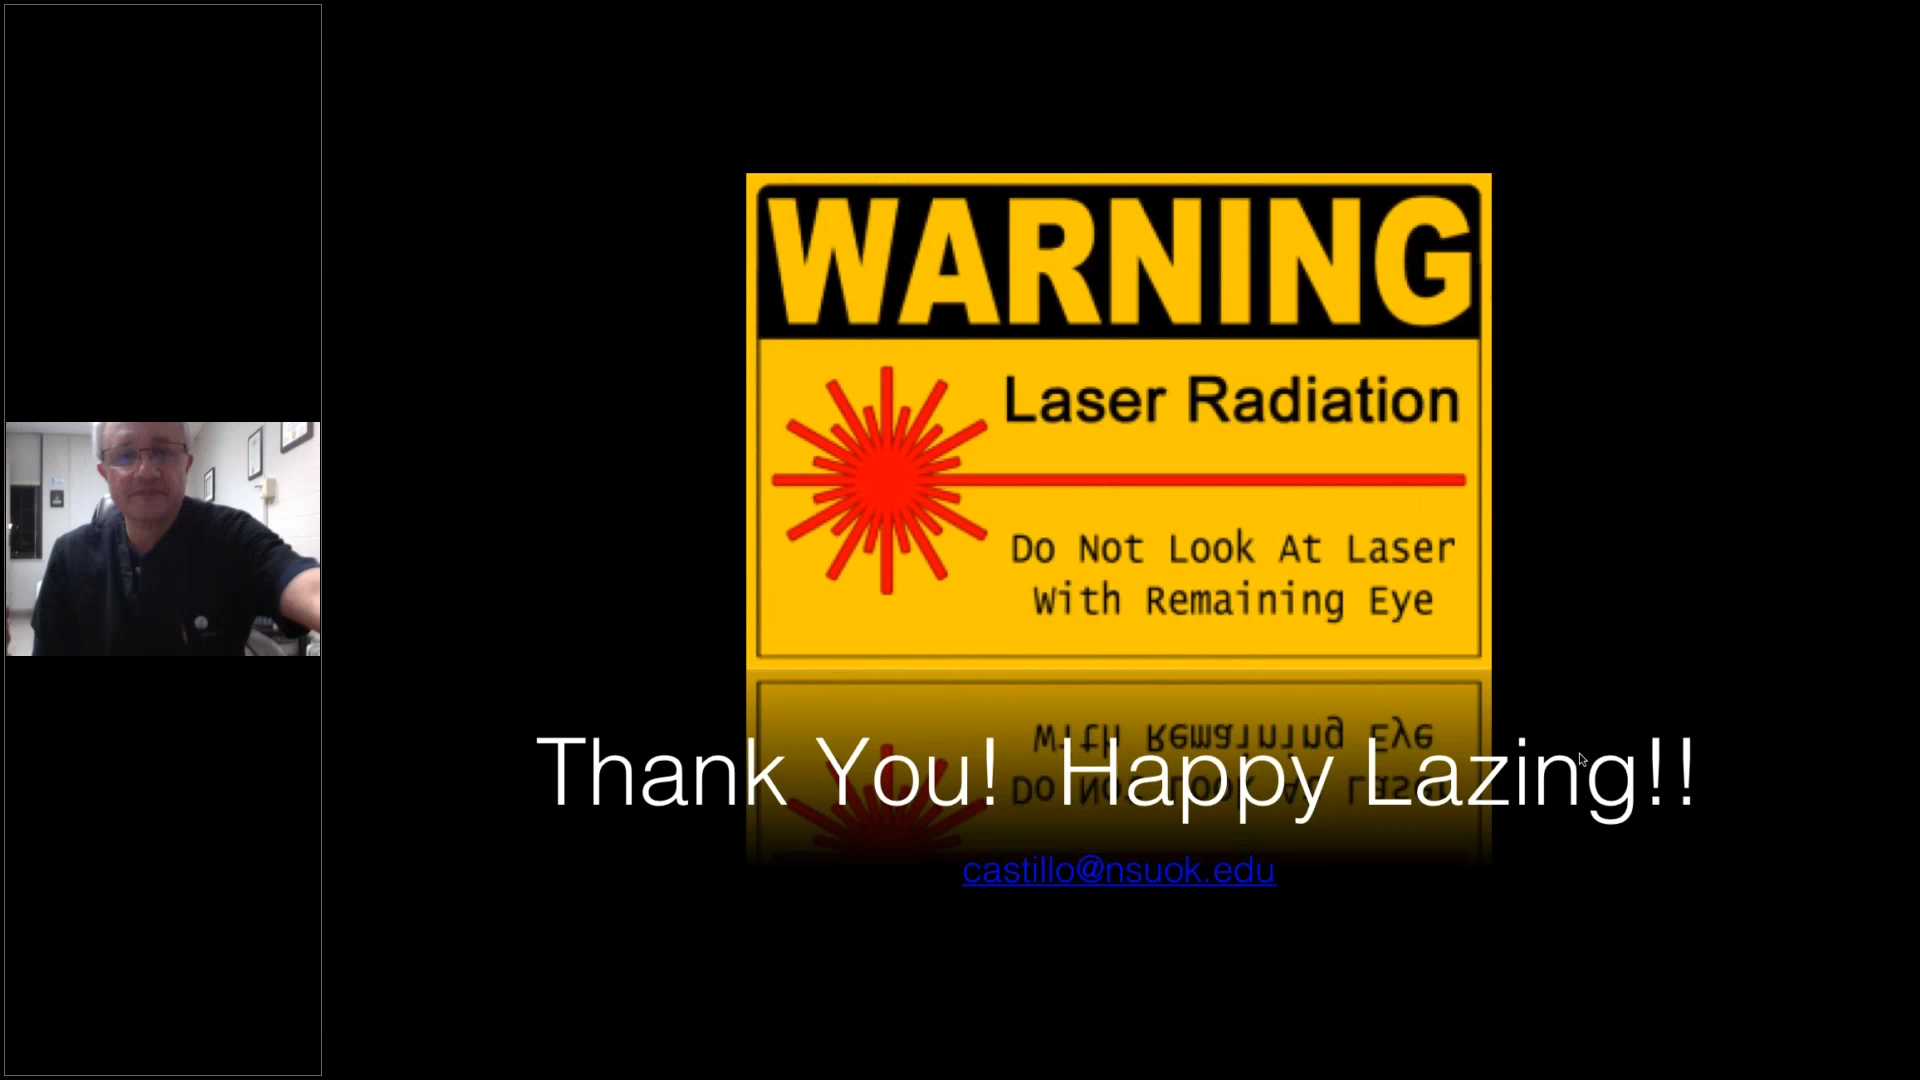 WARNING
Laser Radiation
Do Not Look At Laser
With Remaining Eye
Thank You!  Happy Lazing!!
castillo@nsuok.edu